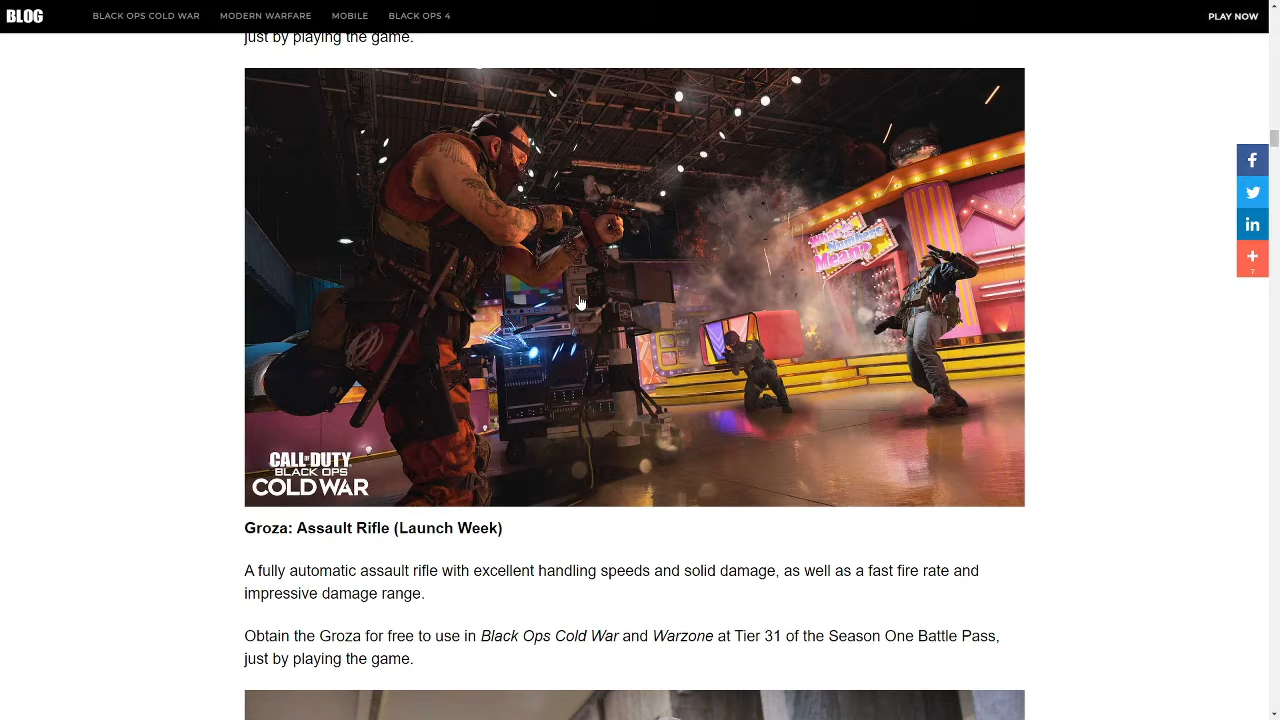 BLOG
BLACK OPS COLD WAR
MODERN WARFARE
MOBILE
BLACK OPS 4
PLAY NOW
just by playing the game.
What's
Numbers
Mean?
7
CALL OF DUTY
BLACK OPS
COLD WAR
Groza: Assault Rifle (Launch Week)
A fully automatic assault rifle with excellent handling speeds and solid damage, as well as a fast fire rate and
impressive damage range.
Obtain the Groza for free to use in Black Ops Cold War and Warzone at Tier 31 of the Season One Battle Pass,
just by playing the game.